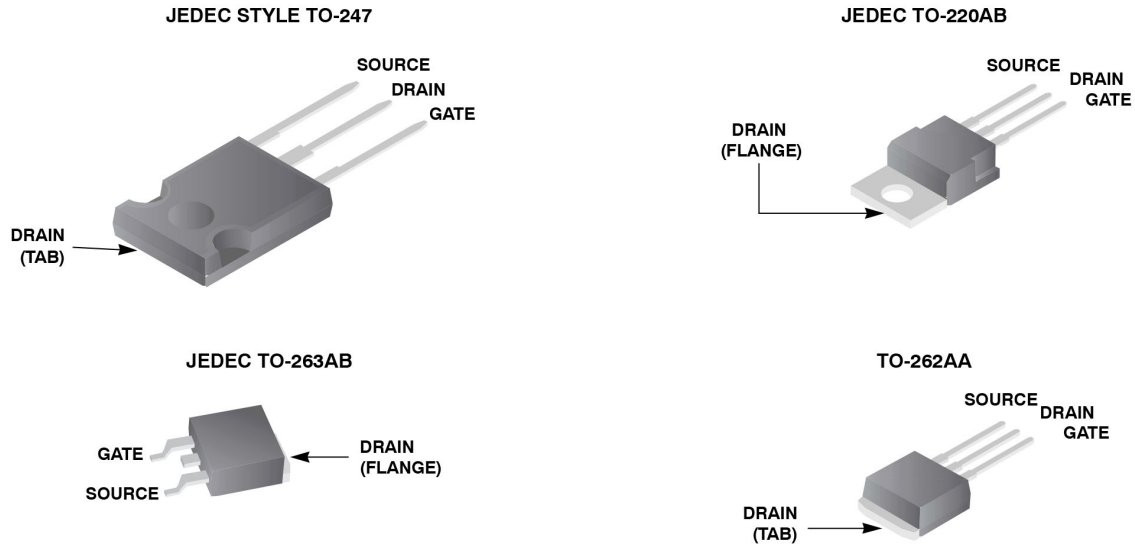 JEDEC STYLE TO-247
SOURCE
DRAIN
GATE
DRAIN
(TAB)
JEDEC TO-220AB
SOURCE
DRAIN
GATE
DRAIN
(FLANGE)
JEDEC TO-263AB
GATE
SOURCE
DRAIN
(FLANGE)
TO-262AA
SOURCE
DRAIN
GATE
DRAIN
(TAB)